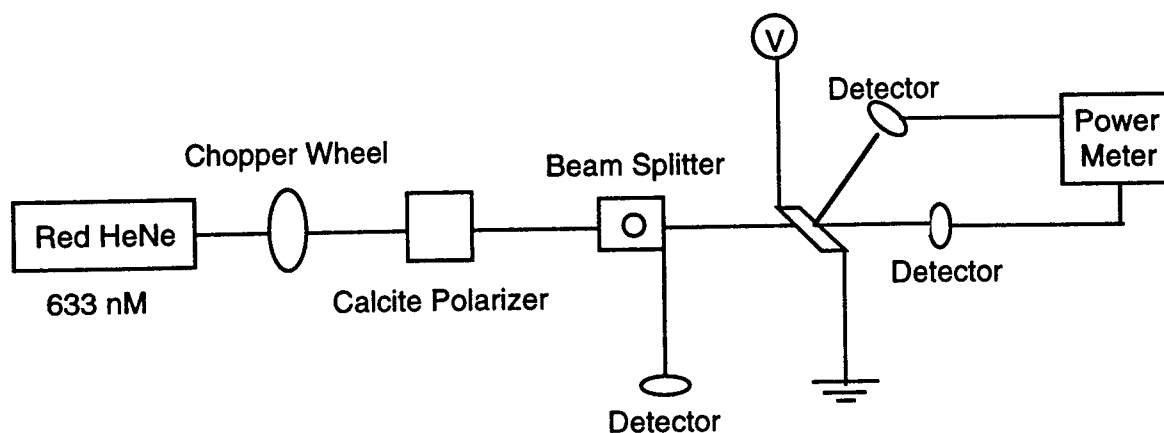 V
Detector
Power
Meter
Chopper Wheel
Beam Splitter
Red HeNe
Detector
633 nM
Calcite Polarizer
Detector